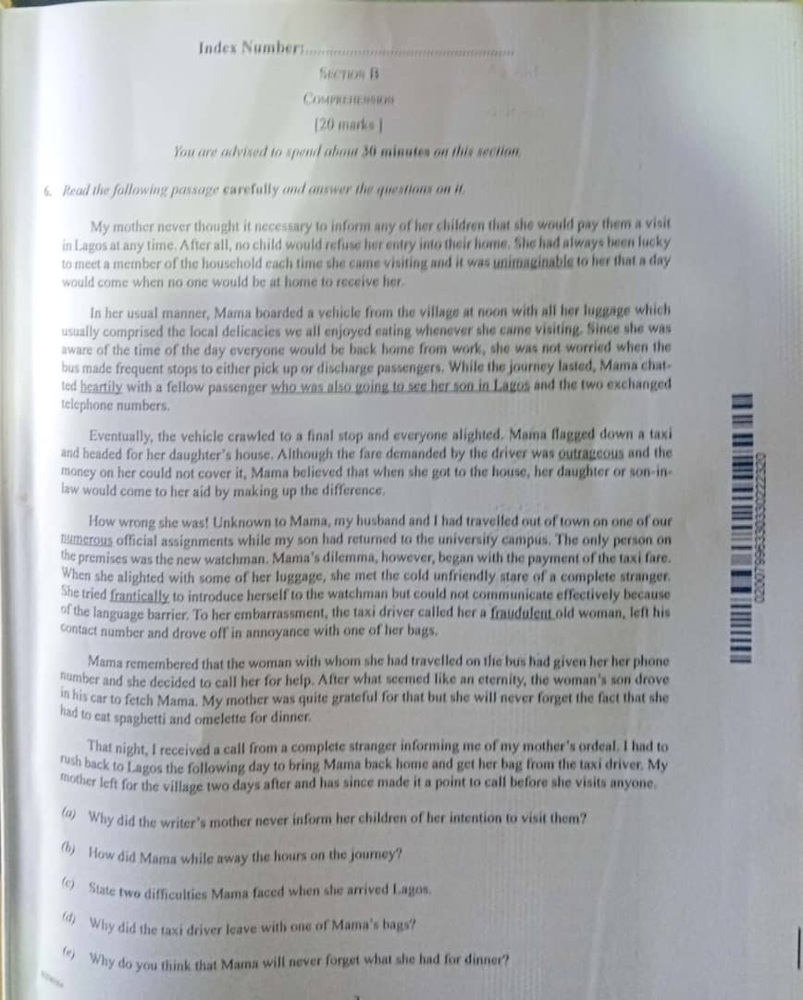 Index Number:........................................................
SECTION B
COMPREHENSION
[20 marks]
You are advised to spend about 30 minutes on this section.
6. Read the following passage carefully and answer the questions on it.
My mother never thought it necessary to inform any of her children that she would pay them a visit
in Lagos at any time. After all, no child would refuse her entry into their home. She had always been lucky
to meet a member of the household each time she came visiting and it was unimaginable to her that a day
would come when no one would be at home to receive her.
In her usual manner, Mama boarded a vehicle from the village at noon with all her luggage which
usually comprised the local delicacies we all enjoyed eating whenever she came visiting. Since she was
aware of the time of the day everyone would be back home from work, she was not worried when the
bus made frequent stops to either pick up or discharge passengers. While the journey lasted, Mama chat-
ted heartily with a fellow passenger who was also going to see her son in Lagos and the two exchanged
telephone numbers.
Eventually, the vehicle crawled to a final stop and everyone alighted. Mama flagged down a taxi
and headed for her daughter's house. Although the fare demanded by the driver was outrageous and the
money on her could not cover it, Mama believed that when she got to the house, her daughter or son-in-
law would come to her aid by making up the difference.
How wrong she was! Unknown to Mama, my husband and I had travelled out of town on one of our
numerous official assignments while my son had returned to the university campus. The only person on
the premises was the new watchman. Mama's dilemma, however, began with the payment of the taxi fare.
When she alighted with some of her luggage, she met the cold unfriendly stare of a complete stranger.
She tried frantically to introduce herself to the watchman but could not communicate effectively because
of the language barrier. To her embarrassment, the taxi driver called her a fraudulent old woman, left his
contact number and drove off in annoyance with one of her bags.
Mama remembered that the woman with whom she had travelled on the bus had given her her phone
number and she decided to call her for help. After what seemed like an eternity, the woman's son drove
in his car to fetch Mama. My mother was quite grateful for that but she will never forget the fact that she
had to eat spaghetti and omelette for dinner.
That night, I received a call from a complete stranger informing me of my mother's ordeal. I had to
rush back to Lagos the following day to bring Mama back home and get her bag from the taxi driver. My
mother left for the village two days after and has since made it a point to call before she visits anyone.
(a) Why did the writer's mother never inform her children of her intention to visit them?
(b) How did Mama while away the hours on the journey?
(c) State two difficulties Mama faced when she arrived Lagos.
(d) Why did the taxi driver leave with one of Mama's bags?
(e) Why do you think that Mama will never forget what she had for dinner?